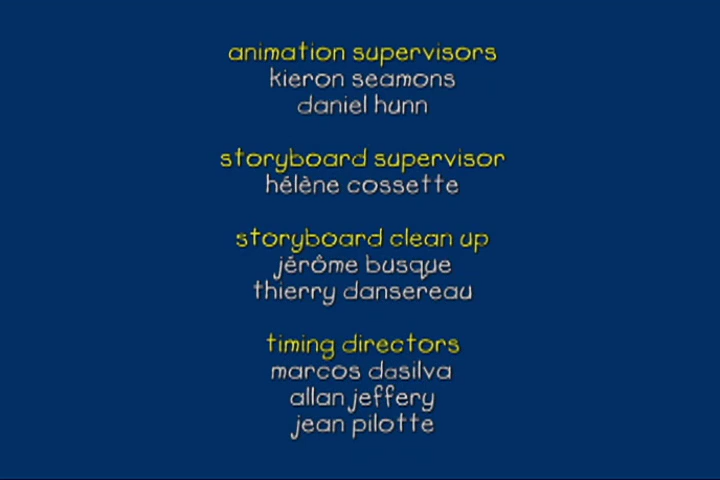 animation supervisors
kieron seamons
daniel hunn
storyboard supervisor
hélène cossette
storyboard clean up
jérôme busque
thierry dansereau
timing directors
marcos dasilva
allan jeffery
jean pilotte